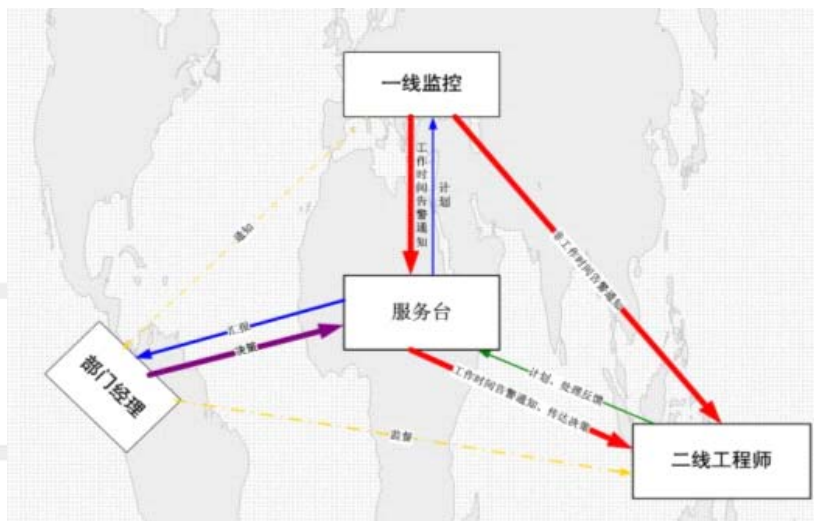 一线监控
工作时间告警通知
计划
非工作时间告警通知
通知
服务台
汇报
决策
部门经理
工作时间告警通知、传达决策
计划、处理反馈
监督
二线工程师